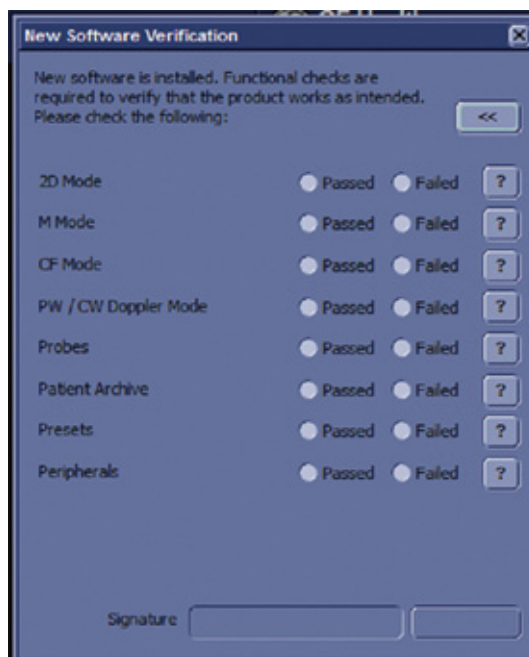 New Software Verification
New software is installed. Functional checks are
required to verify that the product works as intended.
Please check the following:
<<
2D Mode Passed Failed ?
M Mode Passed Failed ?
CF Mode Passed Failed ?
PW / CW Doppler Mode Passed Failed ?
Probes Passed Failed ?
Patient Archive Passed Failed ?
Presets Passed Failed ?
Peripherals Passed Failed ?
Signature